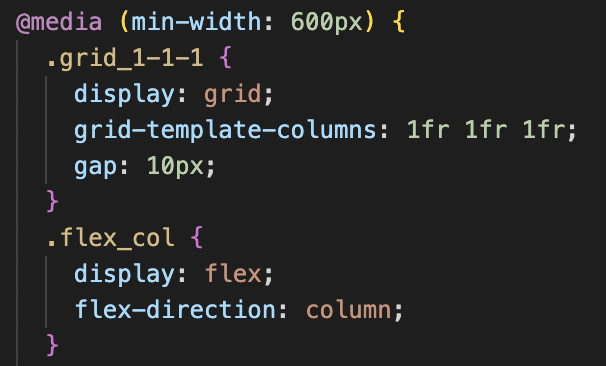 @media (min-width: 600px) {
.grid_1-1-1 {
display: grid;
grid-template-columns: 1fr 1fr 1fr;
gap: 10px;
}
.flex_col {
display: flex;
flex-direction: column;
}